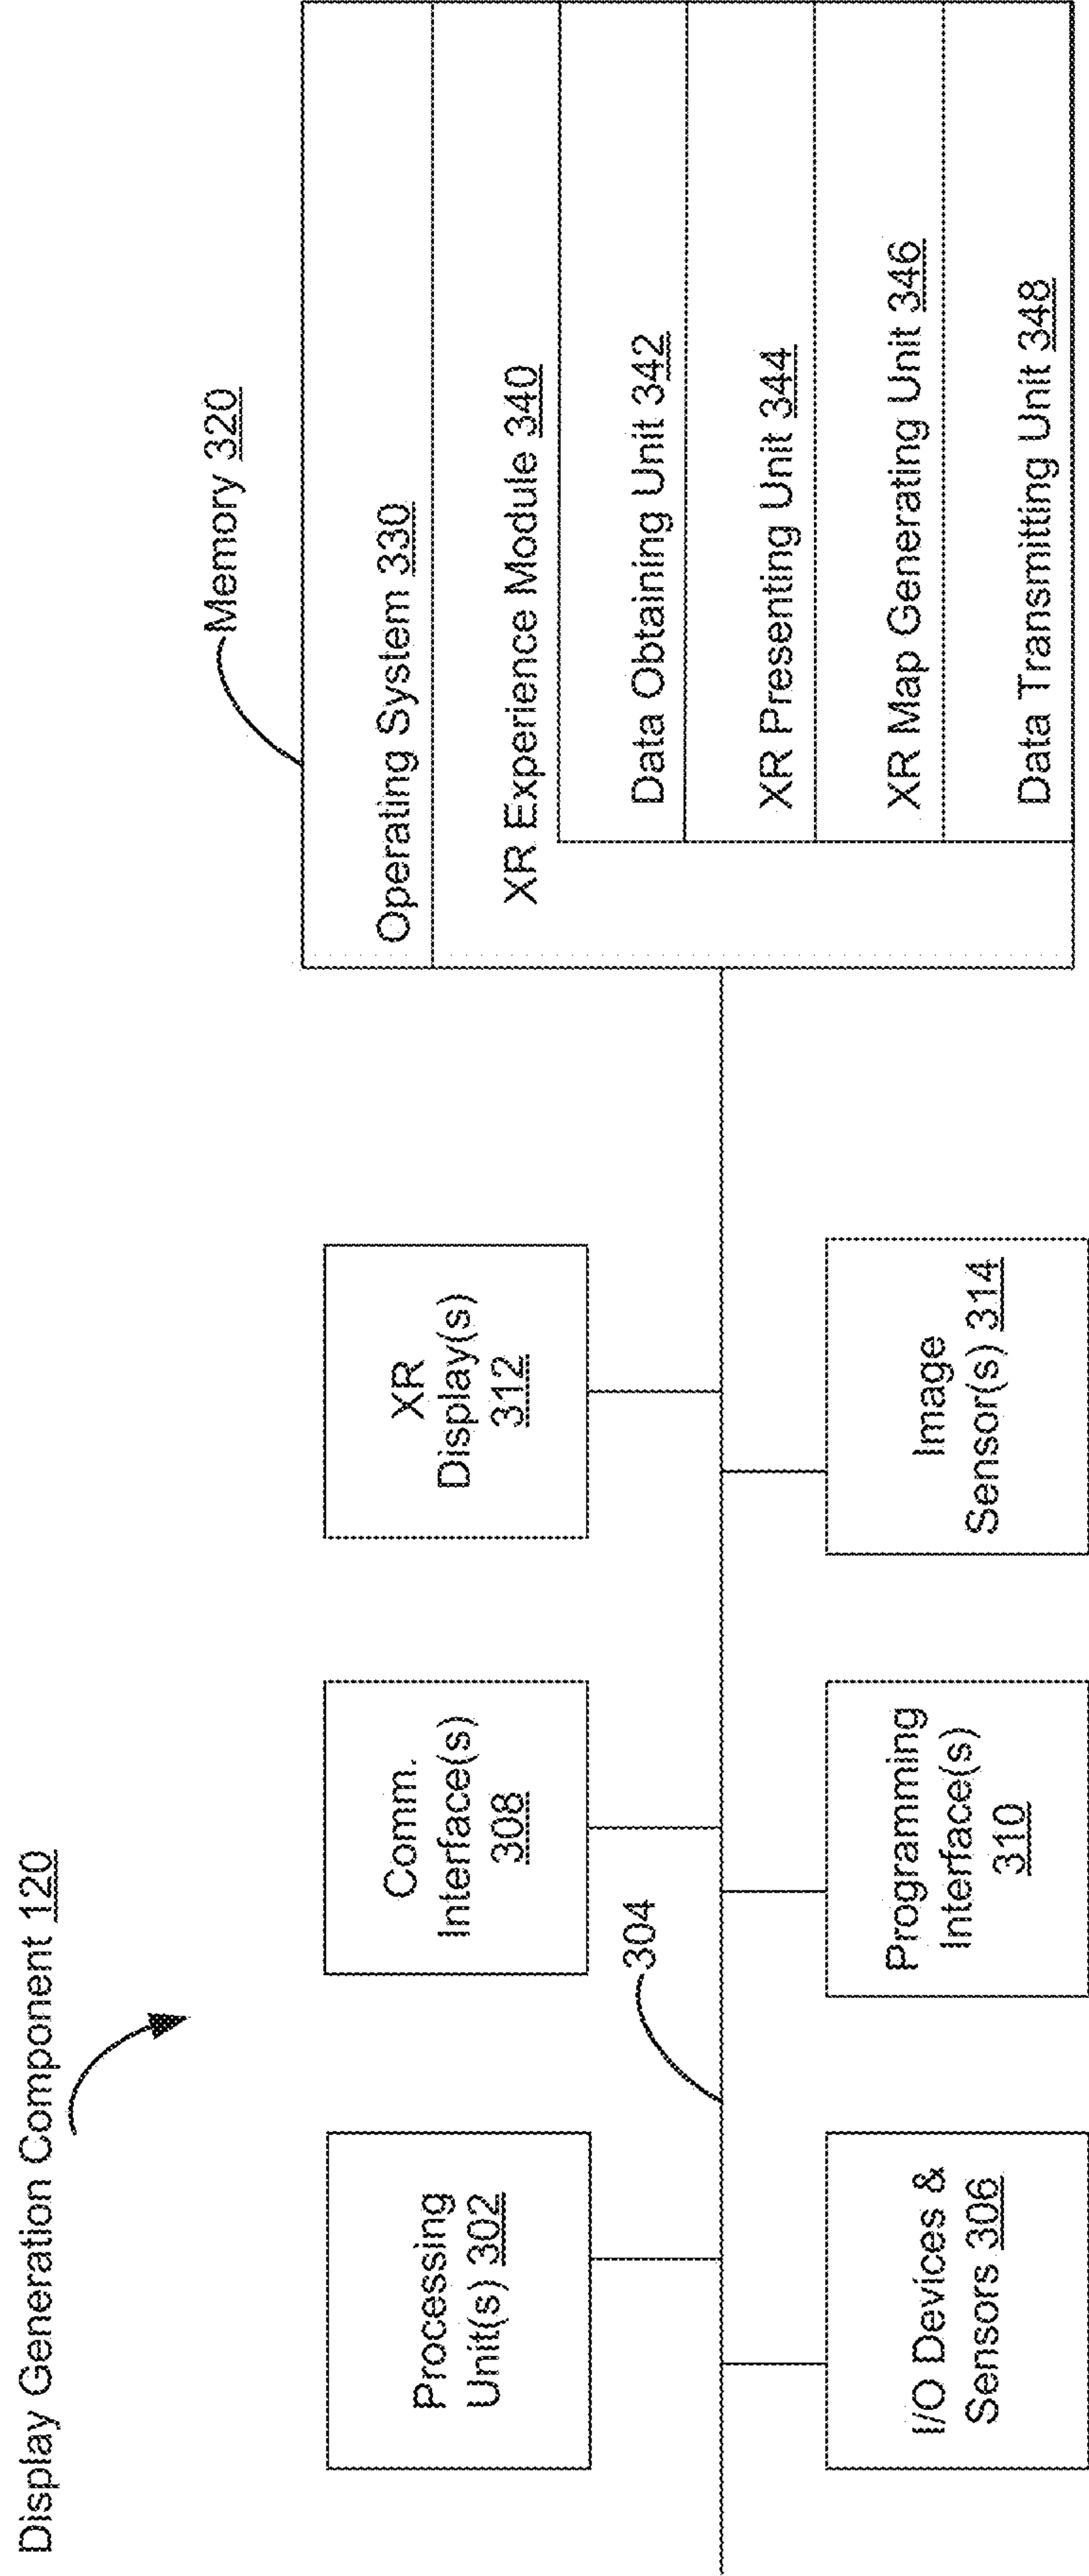 Display Generation Component 120
Processing
Unit(s) 302
Comm.
Interface(s)
308
XR
Display(s)
312
Memory 320
Operating System 330
XR Experience Module 340
Data Obtaining Unit 342
XR Presenting Unit 344
XR Map Generating Unit 346
Data Transmitting Unit 348
304
I/O Devices &
Sensors 306
Programming
Interface(s)
310
Image
Sensor(s) 314